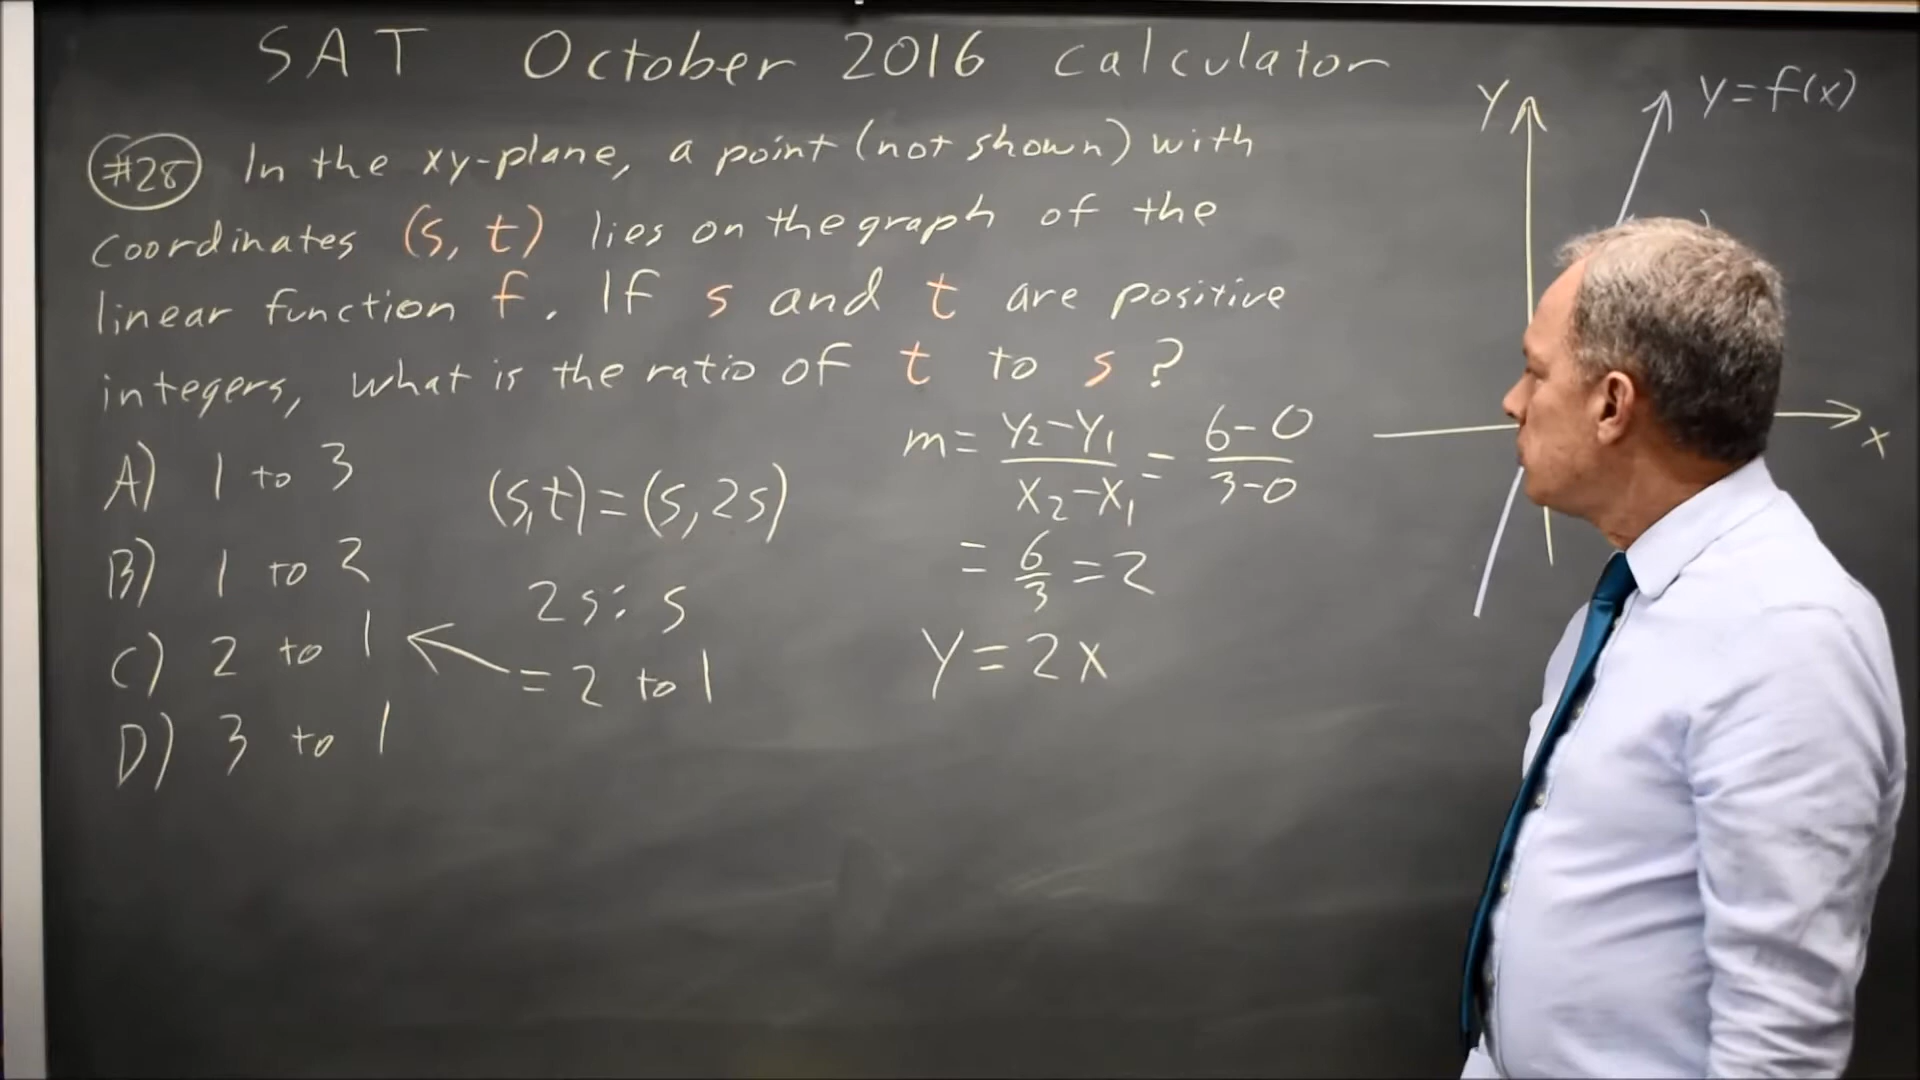 SAT October 2016 Calculator
#28 In the xy-plane, a point (not shown) with
coordinates (s, t) lies on the graph of the
linear function f. If s and t are positive
integers, what is the ratio of t to s?
A) 1 to 3
B) 1 to 2
C) 2 to 1
D) 3 to 1
(s,t)=(s,2s)
2s:s
=2 to 1
m= Y2-Y1/X2-X1 = 6-0/3-0
= 6/3 =2
Y=2x
Y
y=f(x)
x